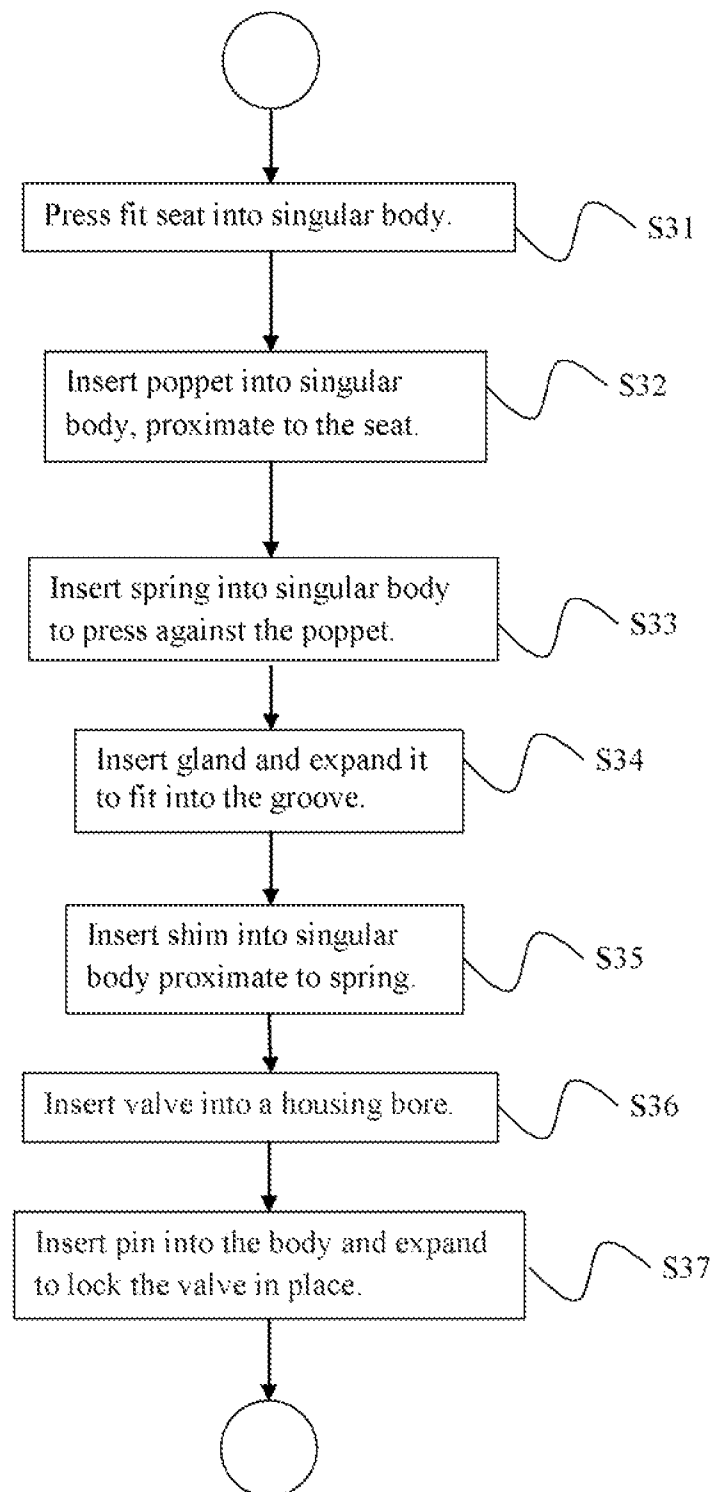 Press fit seat into singular body.
S31
Insert poppet into singular
body, proximate to the seat.
S32
Insert spring into singular body
to press against the poppet.
S33
Insert gland and expand it
to fit into the groove.
S34
Insert shim into singular
body proximate to spring.
S35
Insert valve into a housing bore.
S36
Insert pin into the body and expand
to lock the valve in place.
S37